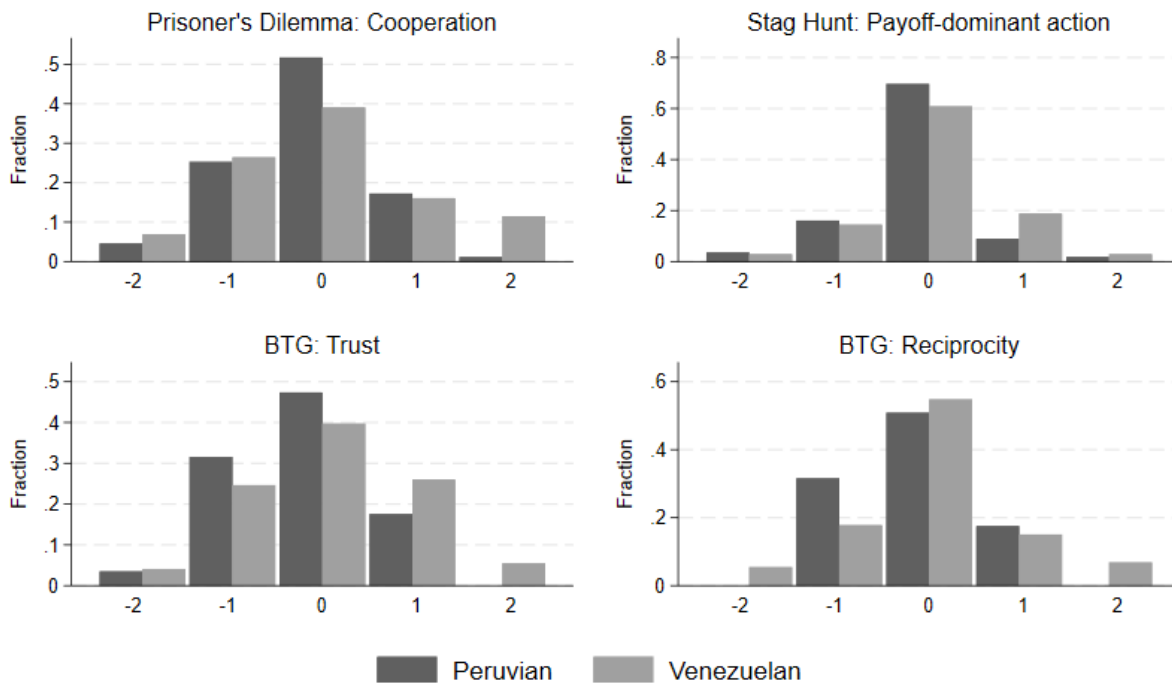 Prisoner's Dilemma: Cooperation
Fraction
.5
.4
.3
.2
.1
0
-2 -1 0 1 2
Stag Hunt: Payoff-dominant action
Fraction
.8
.6
.4
.2
0
-2 -1 0 1 2
BTG: Trust
Fraction
.5
.4
.3
.2
.1
0
-2 -1 0 1 2
BTG: Reciprocity
Fraction
.6
.4
.2
0
-2 -1 0 1 2
Peruvian Venezuelan